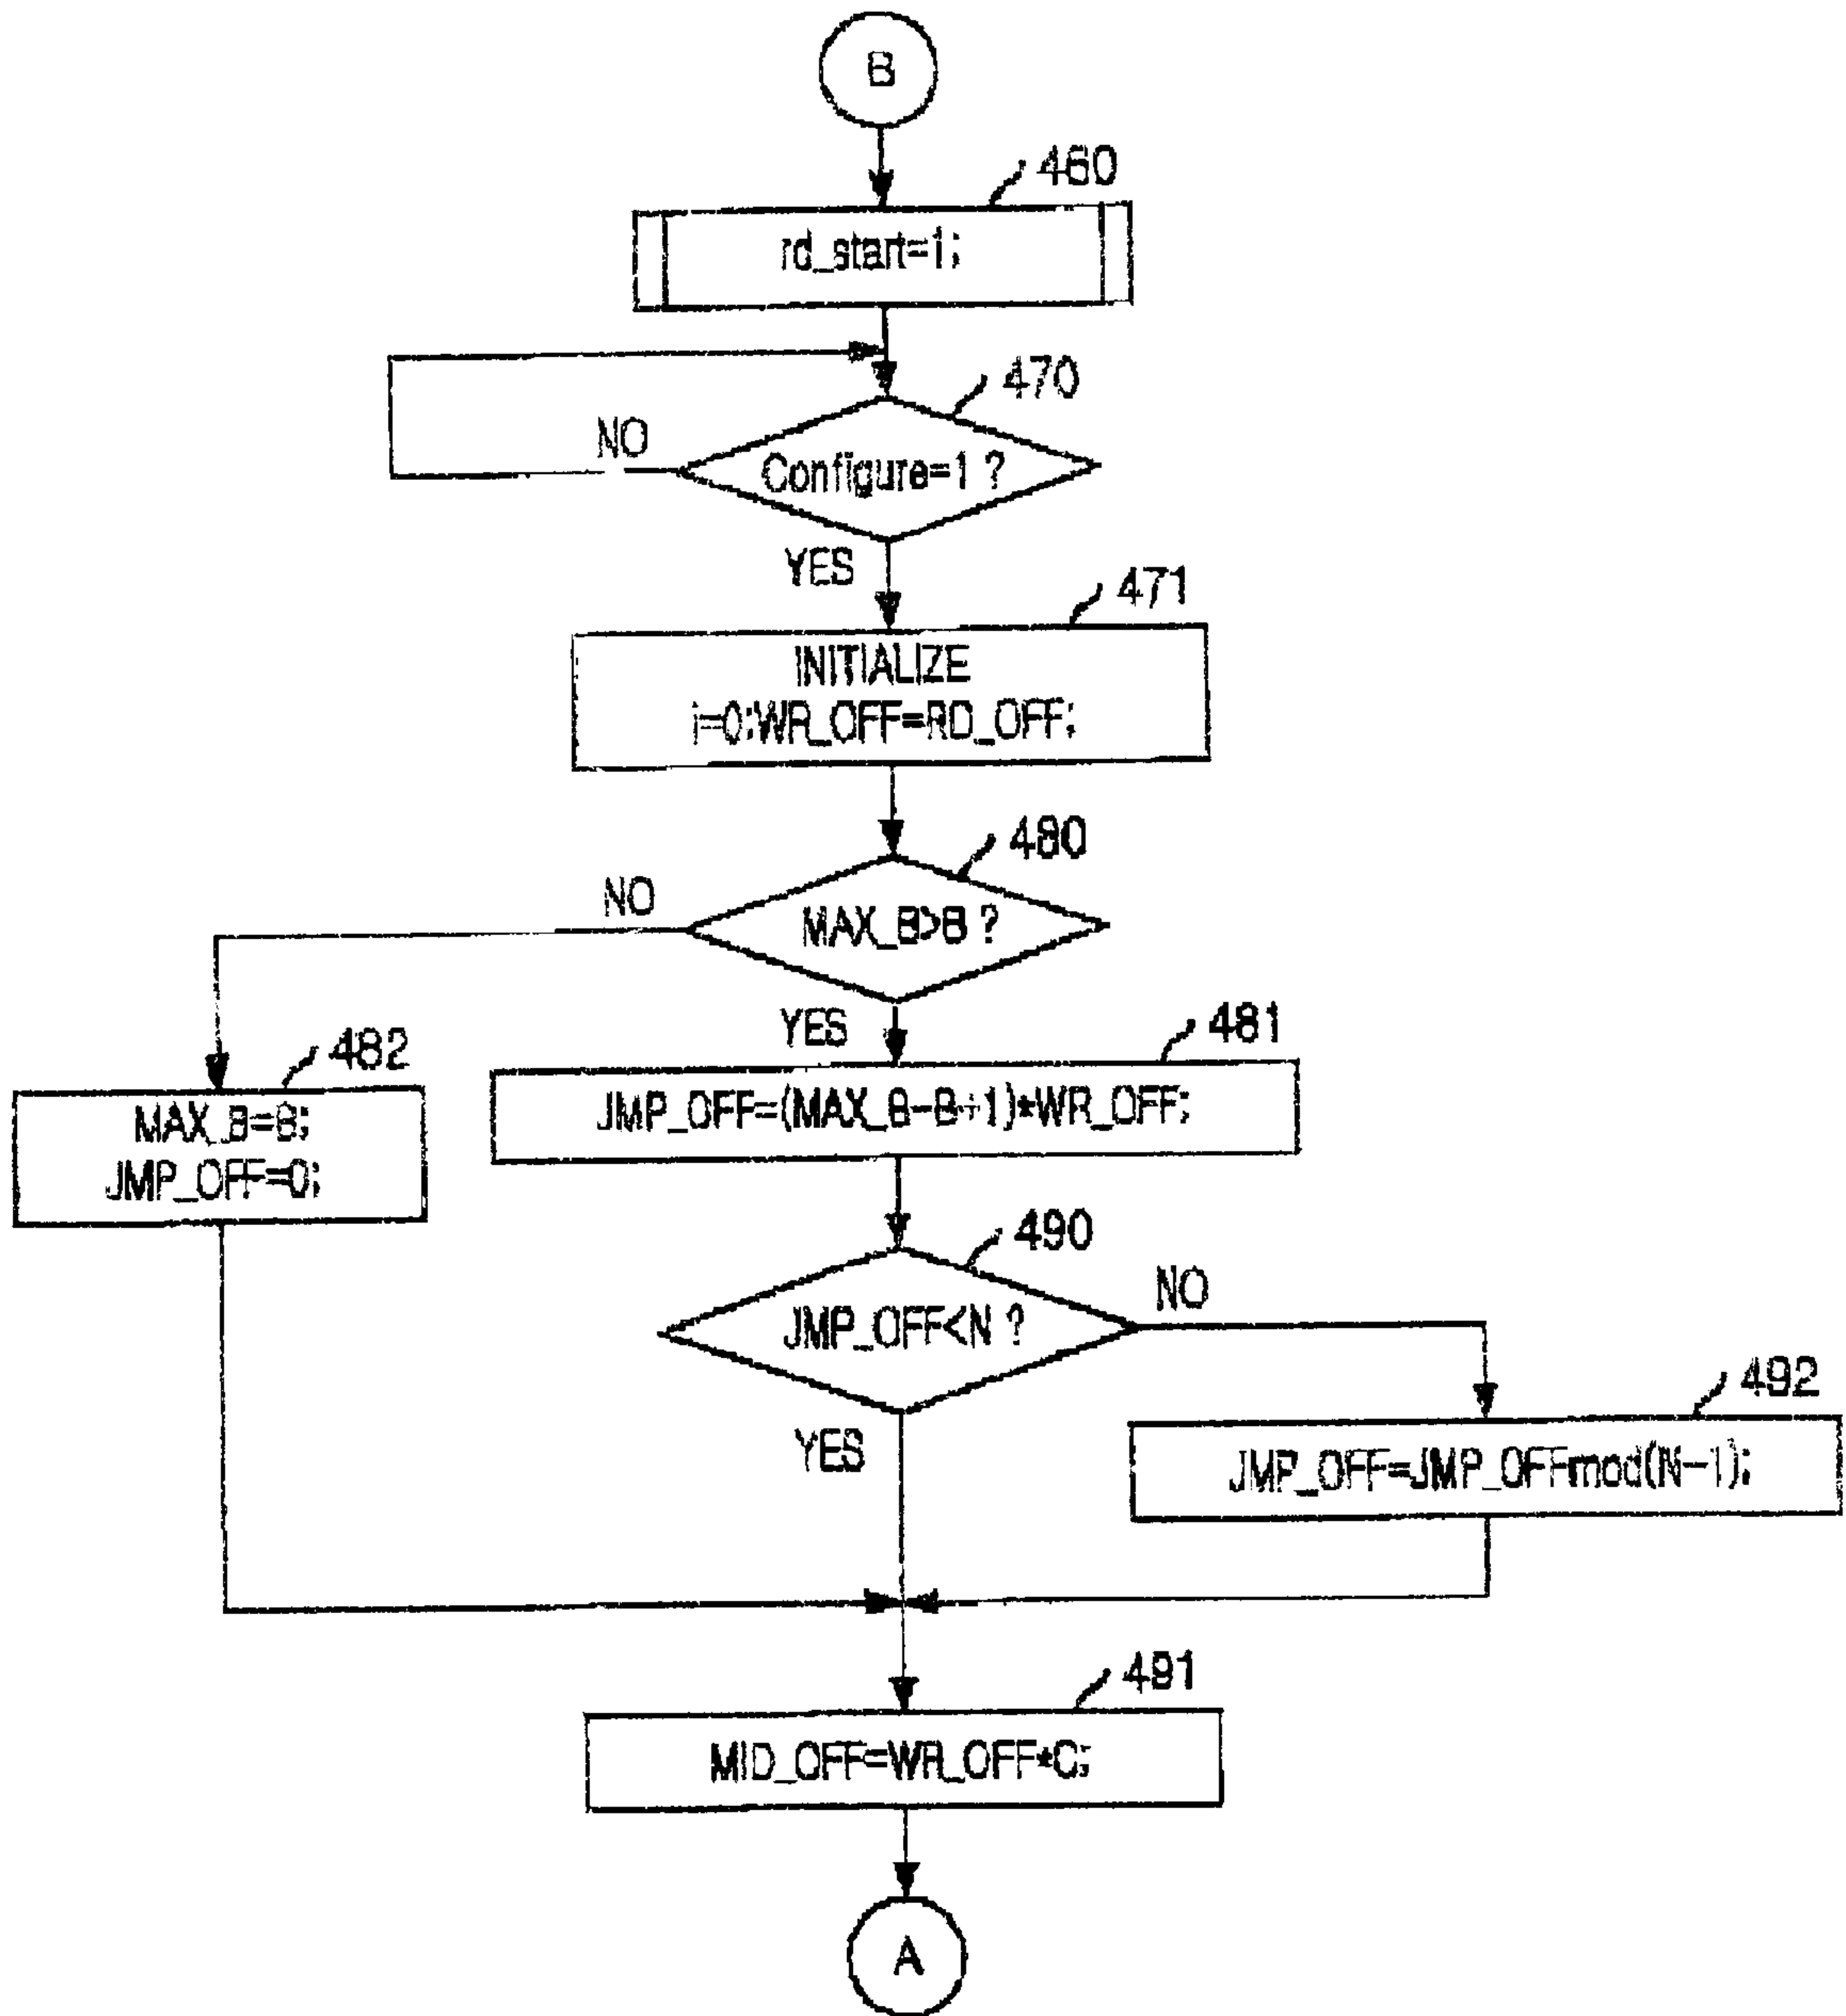 B
460
rd_start=1;
470
NO
Configure=1 ?
YES
471
INITIALIZE
i=0;WR_OFF=RD_OFF;
480
NO
MAX_B>B ?
YES
481
482
JMP_OFF=(MAX_B-B+1)*WR_OFF;
MAX_B=B;
JMP_OFF=0;
490
NO
JMP_OFF<N ?
492
YES
JMP_OFF=JMP_OFFmod(N-1);
491
MID_OFF=WR_OFF*C;
A